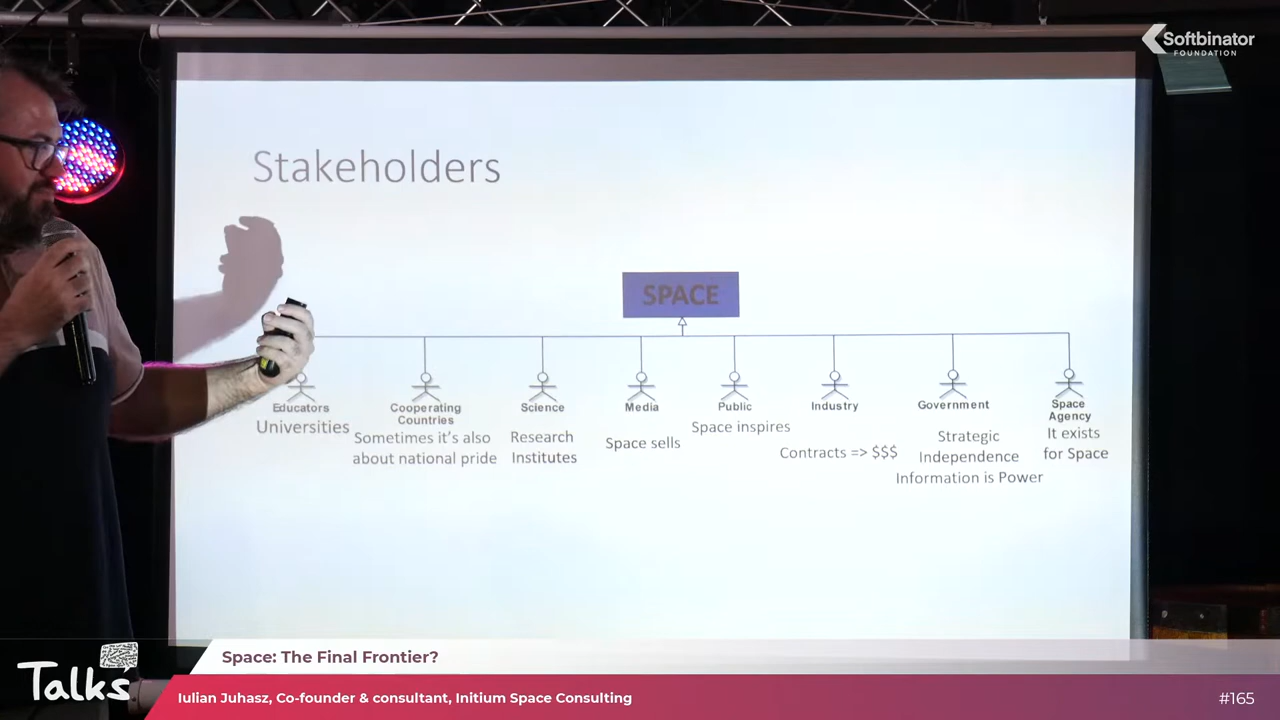 Softbinator
FOUNDATION
Stakeholders
SPACE
Educators
Universities
Cooperating
Countries
Sometimes it's also
about national pride
Science
Research
Institutes
Media
Space sells
Public
Space inspires
Industry
Contracts => $$$
Government
Strategic
Independence
Information is Power
Space
Agency
It exists
for Space
Talks
Space: The Final Frontier?
Iulian Juhasz, Co-founder & consultant, Initium Space Consulting
#165